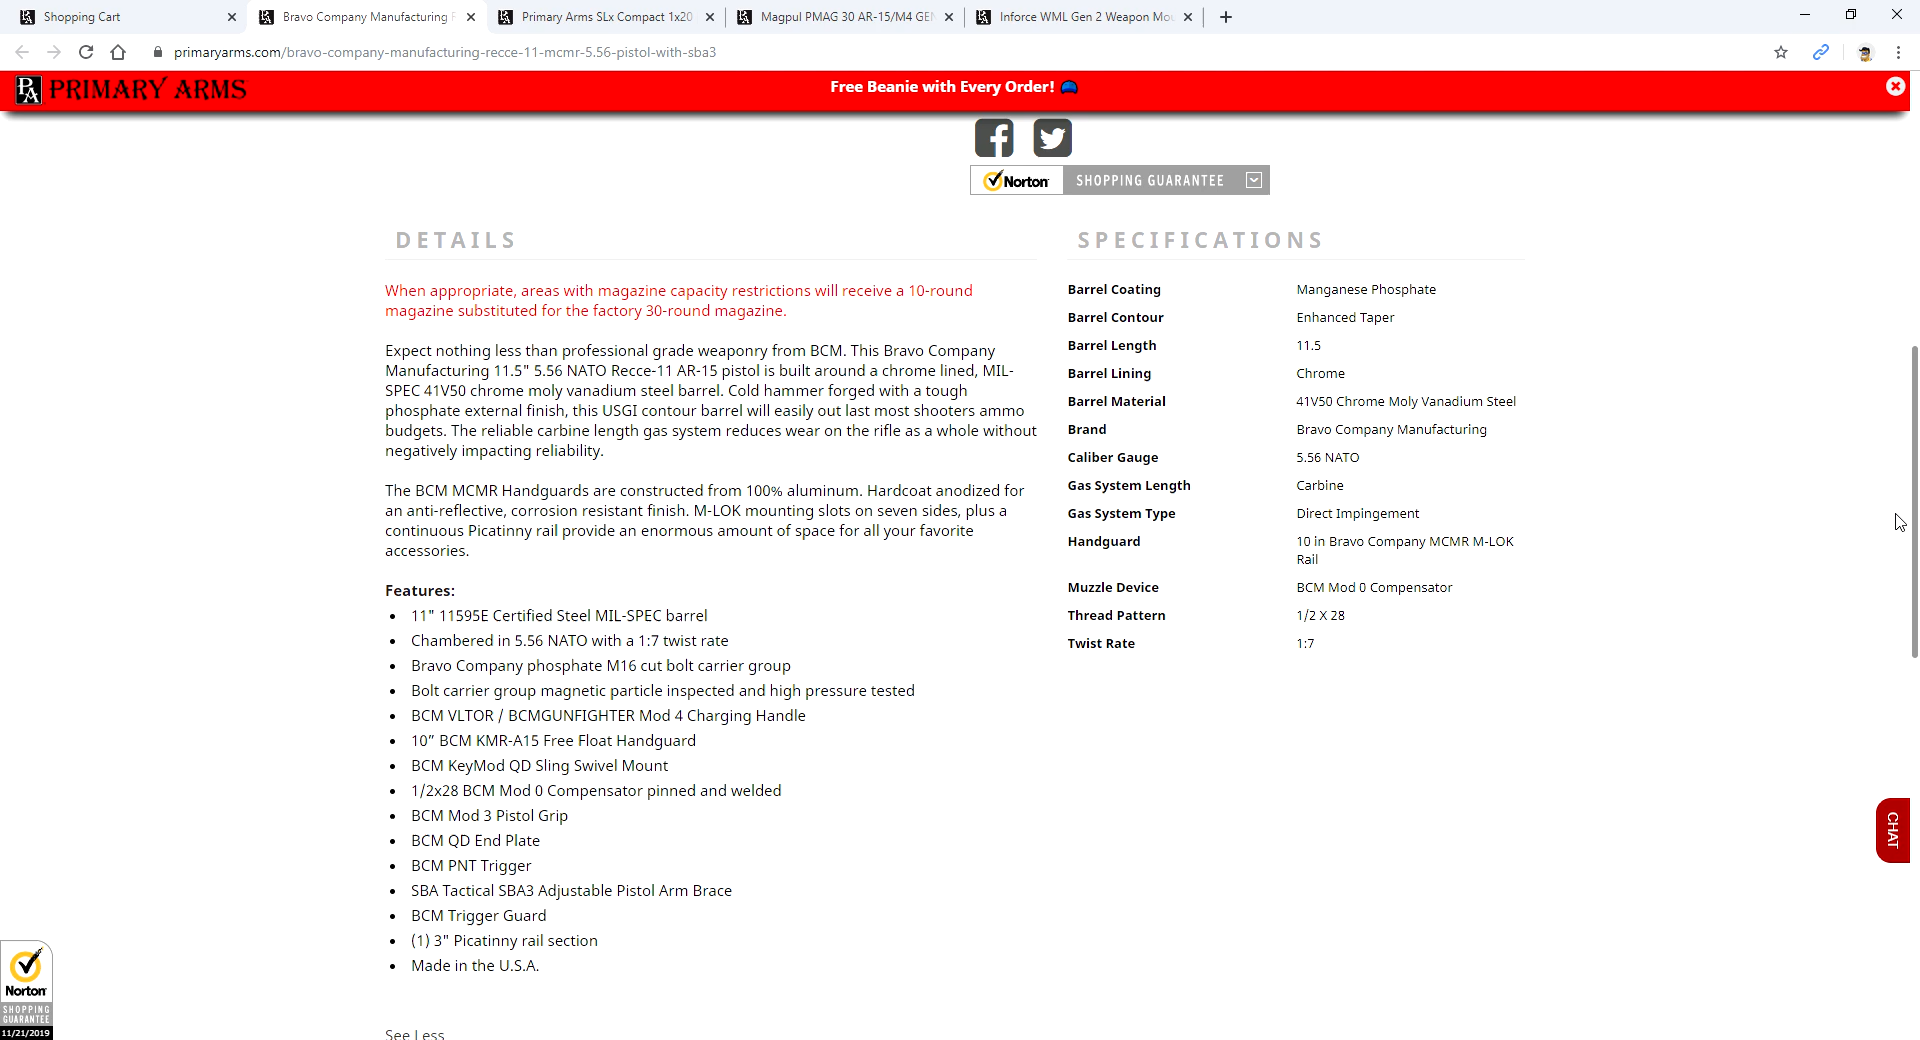 Shopping Cart
Bravo Company Manufacturing
Primary Arms SLx Compact 1x20
Magpul PMAG 30 AR-15/M4 GEN
Inforce WML Gen 2 Weapon Mou
primaryarms.com/bravo-company-manufacturing-recce-11-mcmr-5.56-pistol-with-sba3
PA PRIMARY ARMS
Free Beanie with Every Order!
Norton
SHOPPING GUARANTEE
DETAILS
When appropriate, areas with magazine capacity restrictions will receive a 10-round
magazine substituted for the factory 30-round magazine.
Expect nothing less than professional grade weaponry from BCM. This Bravo Company
Manufacturing 11.5" 5.56 NATO Recce-11 AR-15 pistol is built around a chrome lined, MIL-
SPEC 41V50 chrome moly vanadium steel barrel. Cold hammer forged with a tough
phosphate external finish, this USGI contour barrel will easily out last most shooters ammo
budgets. The reliable carbine length gas system reduces wear on the rifle as a whole without
negatively impacting reliability.
The BCM MCMR Handguards are constructed from 100% aluminum. Hardcoat anodized for
an anti-reflective, corrosion resistant finish. M-LOK mounting slots on seven sides, plus a
continuous Picatinny rail provide an enormous amount of space for all your favorite
accessories.
Features:
• 11" 11595E Certified Steel MIL-SPEC barrel
• Chambered in 5.56 NATO with a 1:7 twist rate
• Bravo Company phosphate M16 cut bolt carrier group
• Bolt carrier group magnetic particle inspected and high pressure tested
• BCM VLTOR / BCMGUNFIGHTER Mod 4 Charging Handle
• 10” BCM KMR-A15 Free Float Handguard
• BCM KeyMod QD Sling Swivel Mount
• 1/2x28 BCM Mod 0 Compensator pinned and welded
• BCM Mod 3 Pistol Grip
• BCM QD End Plate
• BCM PNT Trigger
• SBA Tactical SBA3 Adjustable Pistol Arm Brace
• BCM Trigger Guard
• (1) 3" Picatinny rail section
• Made in the U.S.A.
See Less
SPECIFICATIONS
Barrel Coating Manganese Phosphate
Barrel Contour Enhanced Taper
Barrel Length 11.5
Barrel Lining Chrome
Barrel Material 41V50 Chrome Moly Vanadium Steel
Brand Bravo Company Manufacturing
Caliber Gauge 5.56 NATO
Gas System Length Carbine
Gas System Type Direct Impingement
Handguard 10 in Bravo Company MCMR M-LOK
Rail
Muzzle Device BCM Mod 0 Compensator
Thread Pattern 1/2 X 28
Twist Rate 1:7
CHAT
Norton
SHOPPING
GUARANTEE
11/21/2019